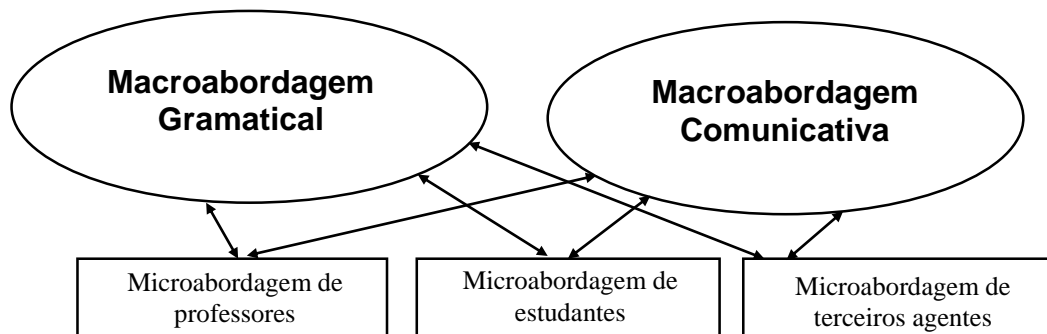 Macroabordagem
Gramatical
Macroabordagem
Comunicativa
Microabordagem de
professores
Microabordagem de
estudantes
Microabordagem de
terceiros agentes